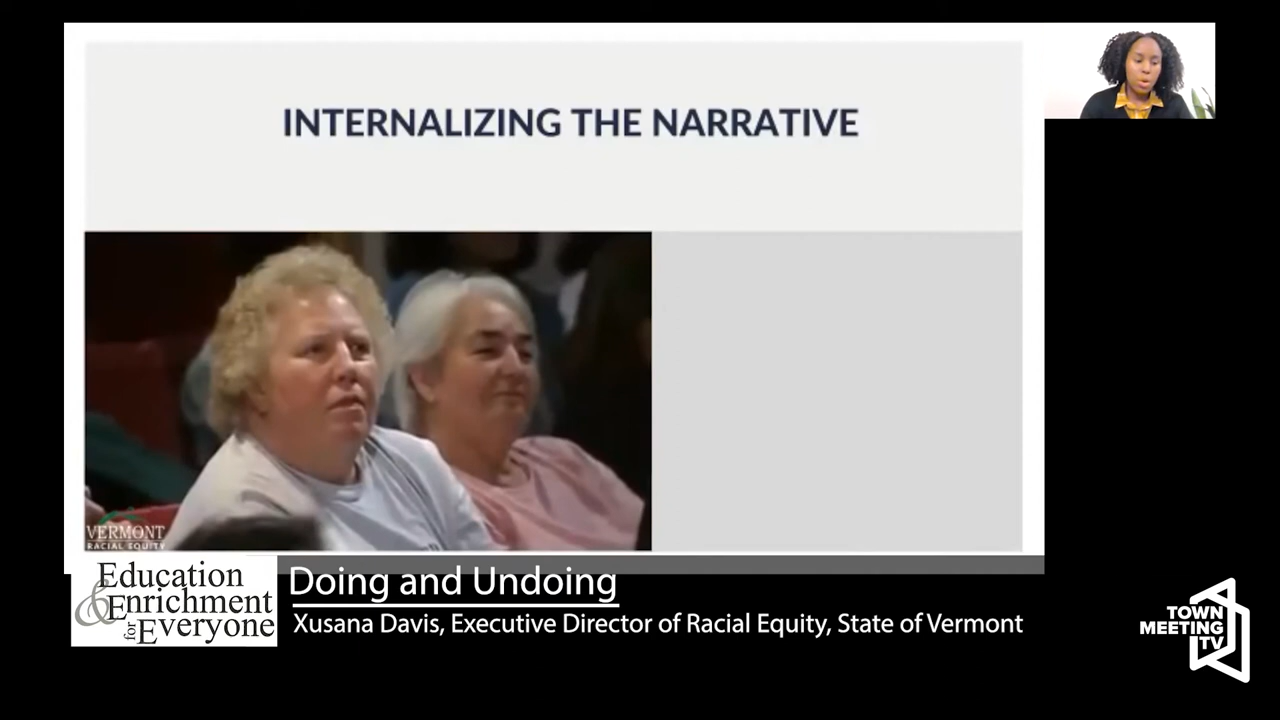 INTERNALIZING THE NARRATIVE
VERMONT
RACIAL EQUITY
Education
& Enrichment
for Everyone
Doing and Undoing
Xusana Davis, Executive Director of Racial Equity, State of Vermont
TOWN
MEETING
TV